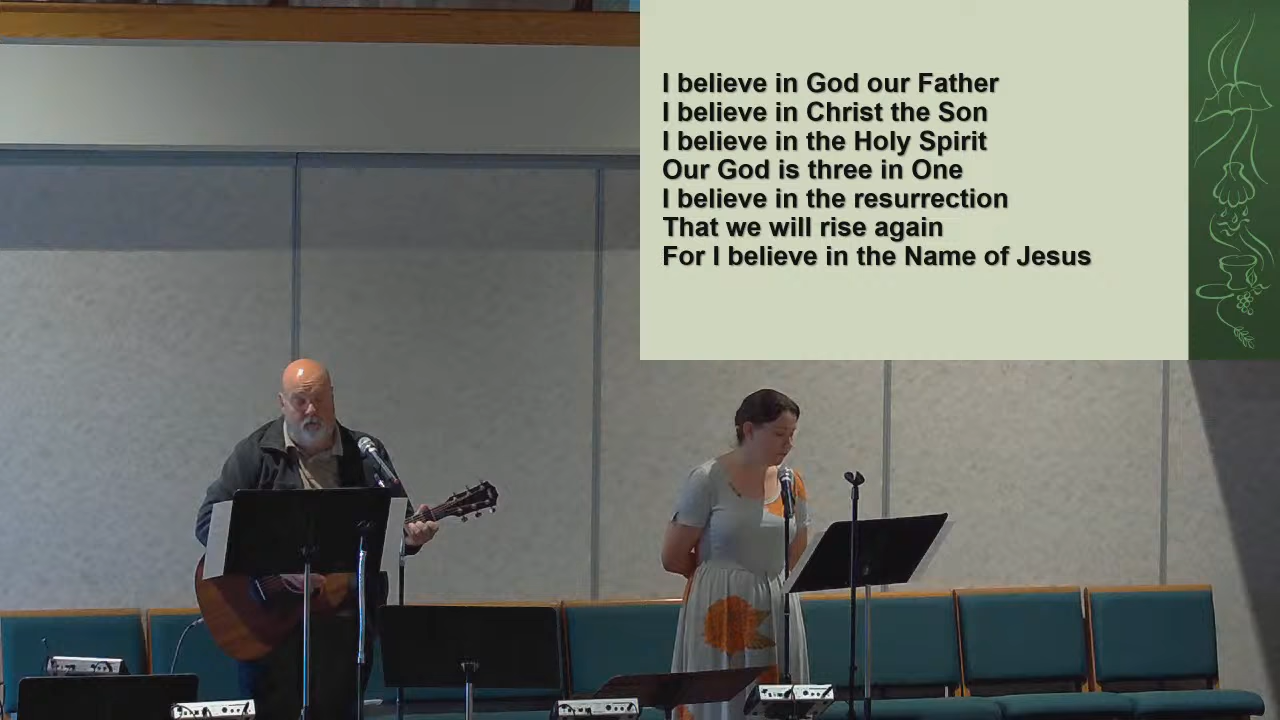 I believe in God our Father
I believe in Christ the Son
I believe in the Holy Spirit
Our God is three in One
I believe in the resurrection
That we will rise again
For I believe in the Name of Jesus